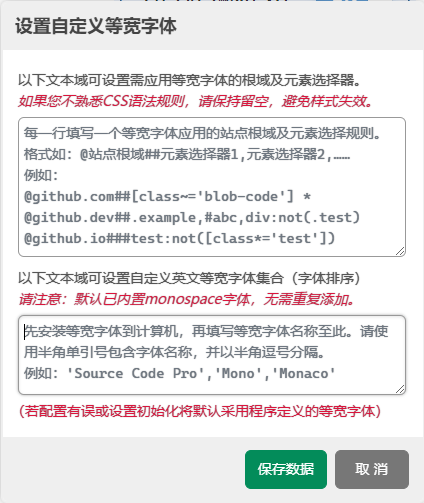 设置自定义等宽字体
以下文本域可设置需应用等宽字体的根域及元素选择器。
如果您不熟悉CSS语法规则，请保持留空，避免样式失效。
每一行填写一个等宽字体应用的站点根域及元素选择规则。
格式如：@站点根域##元素选择器1,元素选择器2,……
例如：
@github.com##[class~='blob-code'] *
@github.dev##.example,#abc,div:not(.test)
@github.io###test:not([class*='test'])
以下文本域可设置自定义英文等宽字体集合（字体排序）
请注意：默认已内置monospace字体，无需重复添加。
先安装等宽字体到计算机，再填写等宽字体名称至此。请使
用半角单引号包含字体名称，并以半角逗号分隔。
例如：'Source Code Pro','Mono','Monaco'
（若配置有误或设置初始化将默认采用程序定义的等宽字体）
保存数据
取 消